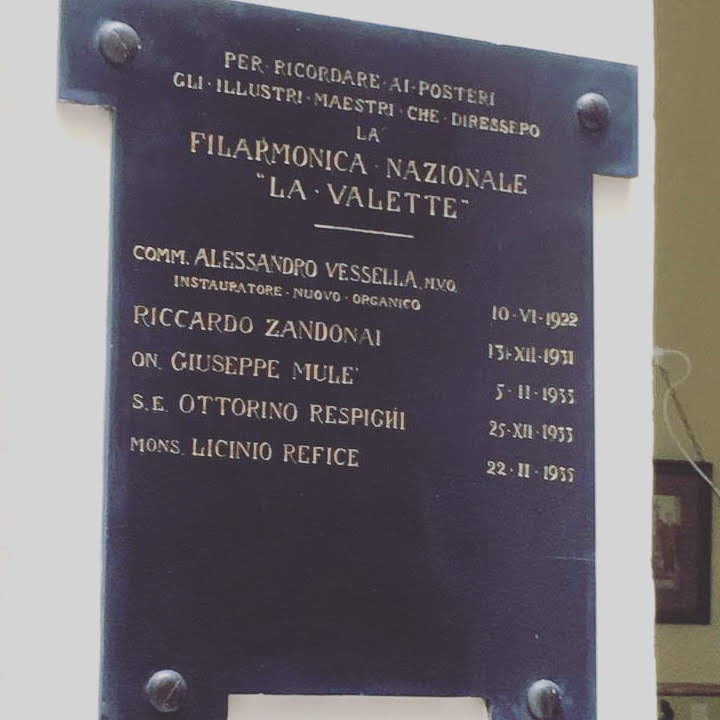 PER·RICORDARE·AI·POSTERI
GLI·ILLUSTRI·MAESTRI·CHE·DIRESSEPO
LA
FILARMONICA·NAZIONALE
"LA·VALETTE"
COMM. ALESSANDRO VESSELLA, M.V.O. 10·VI·1922
INSTAURATORE·NUOVO·ORGANICO
RICCARDO ZANDONAI 13·XII·1931
ON. GIUSEPPE MULE' 5·II·1933
S.E. OTTORINO RESPIGHI 25·XII·1933
MONS. LICINIO REFICE 22·II·1935